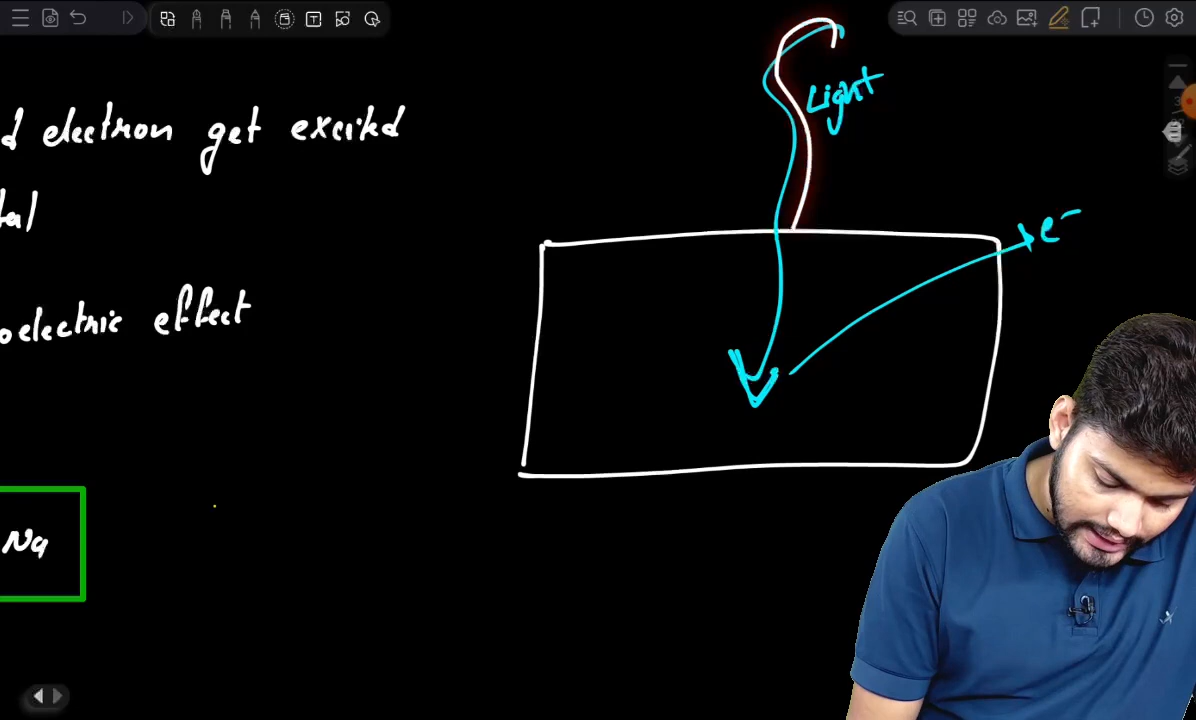 d electron get excited
tal
oelectric effect
Na
Light
e⁻